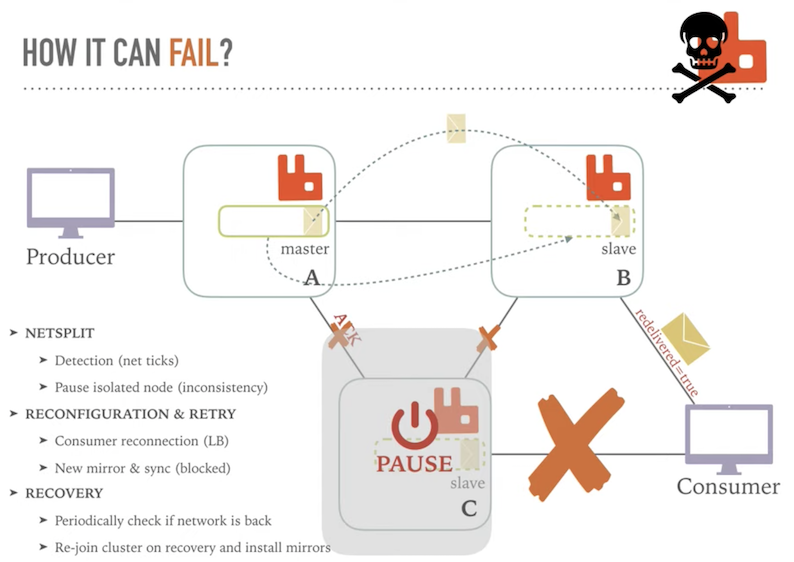 HOW IT CAN FAIL?
Producer
master
A
slave
B
ACK
redelivered=true
➤ NETSPLIT
➤ Detection (net ticks)
➤ Pause isolated node (inconsistency)
➤ RECONFIGURATION & RETRY
➤ Consumer reconnection (LB)
➤ New mirror & sync (blocked)
➤ RECOVERY
➤ Periodically check if network is back
➤ Re-join cluster on recovery and install mirrors
PAUSE
slave
C
Consumer